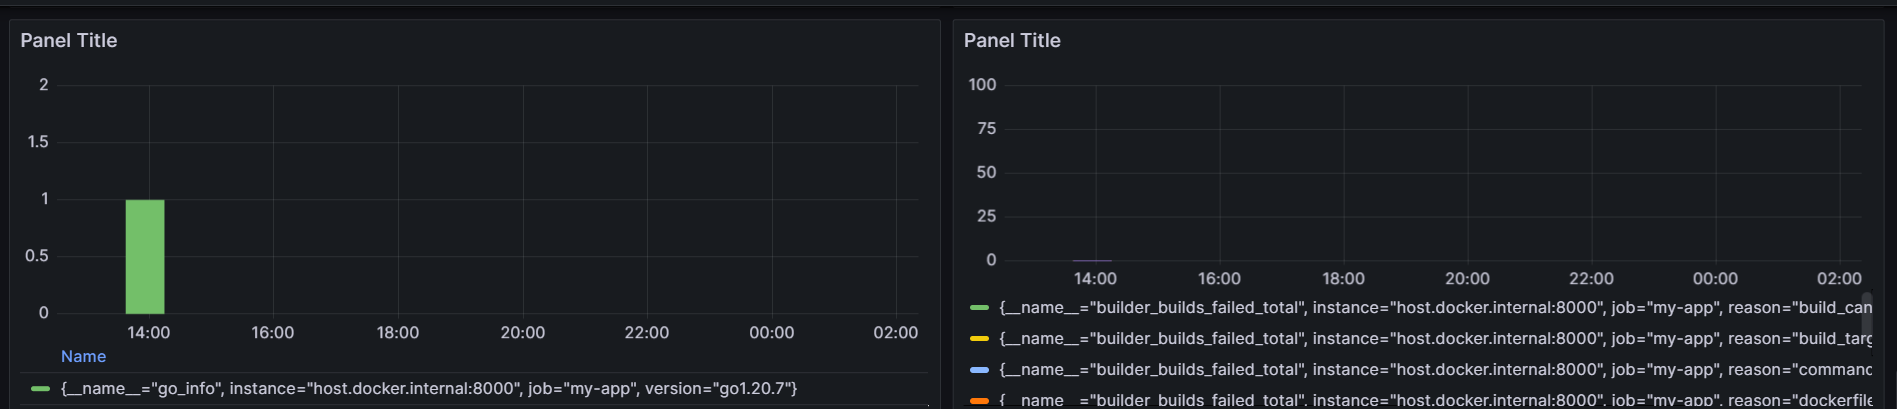 Panel Title
2
1.5
1
0.5
0
14:00 16:00 18:00 20:00 22:00 00:00 02:00
Name
{__name__="go_info", instance="host.docker.internal:8000", job="my-app", version="go1.20.7"}
Panel Title
100
75
50
25
0
14:00 16:00 18:00 20:00 22:00 00:00 02:00
{__name__="builder_builds_failed_total", instance="host.docker.internal:8000", job="my-app", reason="build_can
{__name__="builder_builds_failed_total", instance="host.docker.internal:8000", job="my-app", reason="build_targ
{__name__="builder_builds_failed_total", instance="host.docker.internal:8000", job="my-app", reason="command
{__name__="builder_builds_failed_total", instance="host.docker.internal:8000", job="my-app", reason="dockerfile